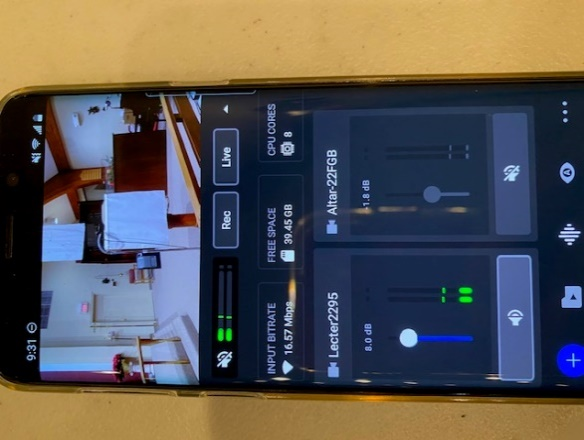 9:31
Rec
Live
INPUT BITRATE
16.57 Mbps
FREE SPACE
39.45 GB
CPU CORES
8
Lecter2295
8.0 dB
Altar-22FGB
-1.8 dB